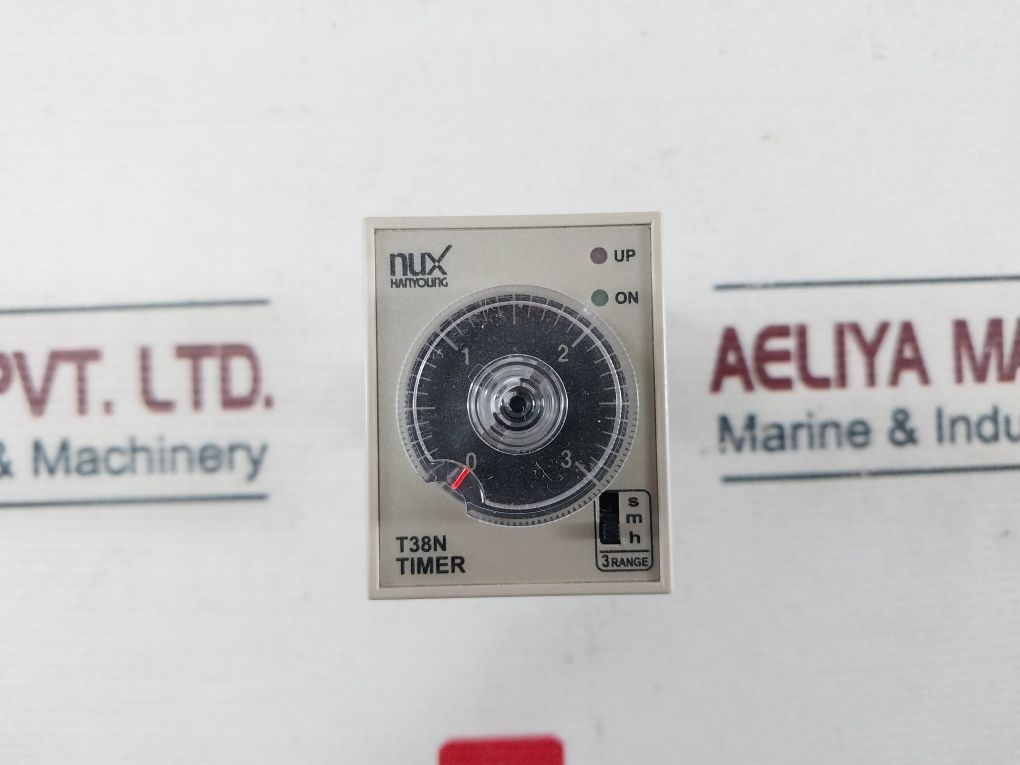 nux
HANYOUNG
UP
ON
1 2
0 3
s
m
h
3 RANGE
T38N
TIMER
PVT. LTD.
& Machinery
AELIYA MA
Marine & Indu